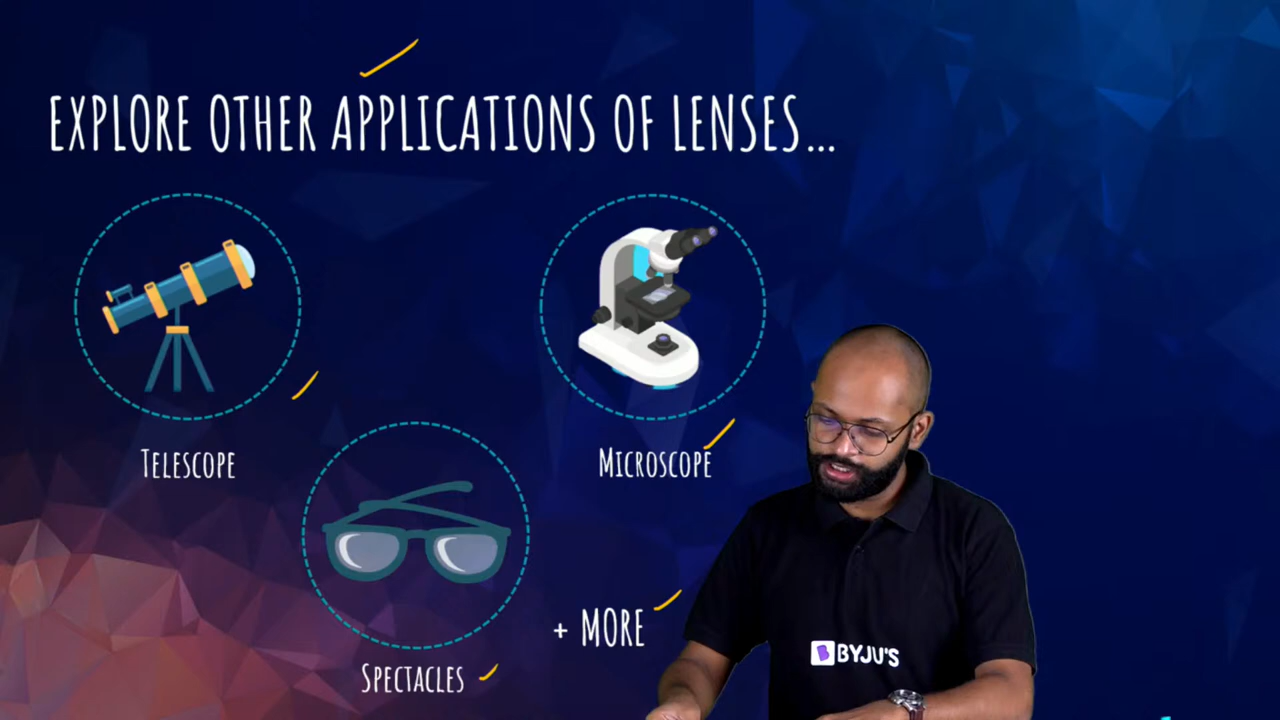 EXPLORE OTHER APPLICATIONS OF LENSES...
TELESCOPE
MICROSCOPE
SPECTACLES
+ MORE
BYJU'S